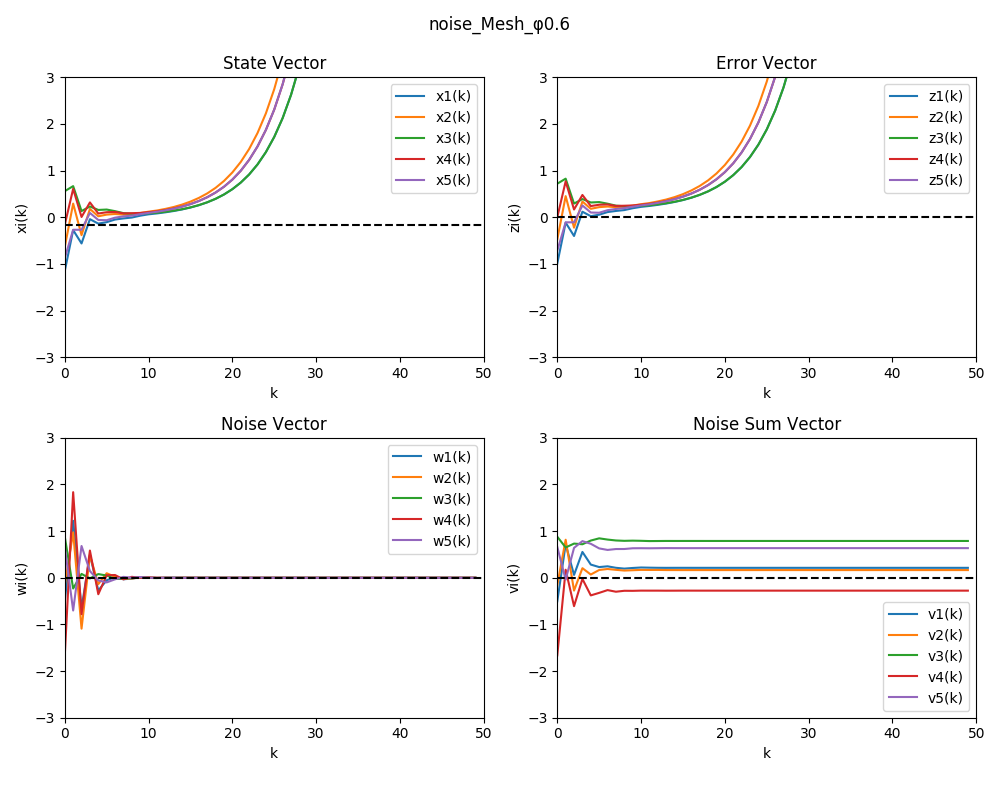 noise_Mesh_φ0.6
State Vector
3
2
1
0
−1
−2
−3
xi(k)
0
10
20
30
40
50
k
x1(k)
x2(k)
x3(k)
x4(k)
x5(k)
Error Vector
3
2
1
0
−1
−2
−3
zi(k)
0
10
20
30
40
50
k
z1(k)
z2(k)
z3(k)
z4(k)
z5(k)
Noise Vector
3
2
1
0
−1
−2
−3
wi(k)
0
10
20
30
40
50
k
w1(k)
w2(k)
w3(k)
w4(k)
w5(k)
Noise Sum Vector
3
2
1
0
−1
−2
−3
vi(k)
0
10
20
30
40
50
k
v1(k)
v2(k)
v3(k)
v4(k)
v5(k)